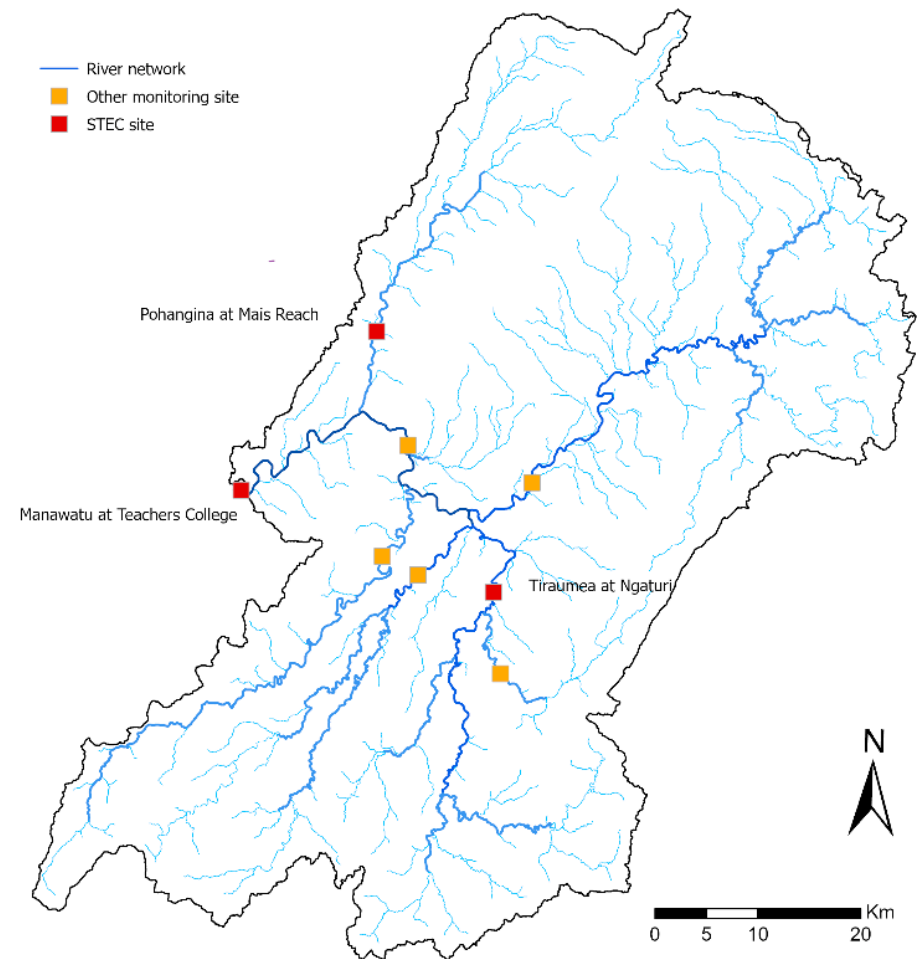 River network
Other monitoring site
STEC site
Pohangina at Mais Reach
Manawatu at Teachers College
Tiraumea at Ngaturi
N
Km
0 5 10 20